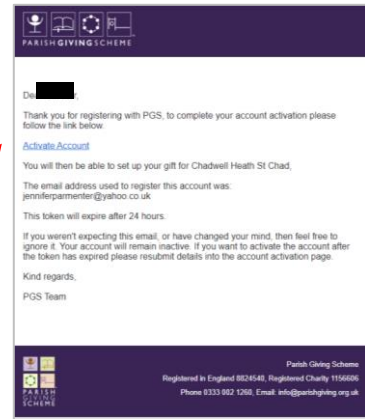 PARISH GIVING SCHEME
Thank you for registering with PGS, to complete your account activation please
follow the link below.
Activate Account
You will then be able to set up your gift for Chadwell Heath St Chad,
The email address used to register this account was:
jenniferparmenter@yahoo.co.uk
This token will expire after 24 hours.
If you weren't expecting this email, or have changed your mind, then feel free to
ignore it. Your account will remain inactive. If you want to activate the account after
the token has expired please resubmit details into the account activation page.
Kind regards,
PGS Team
Parish Giving Scheme
PARISH
GIVING
SCHEME
Registered in England 8824540, Registered Charity 1156606
Phone 0333 002 1260, Email: info@parishgiving.org.uk